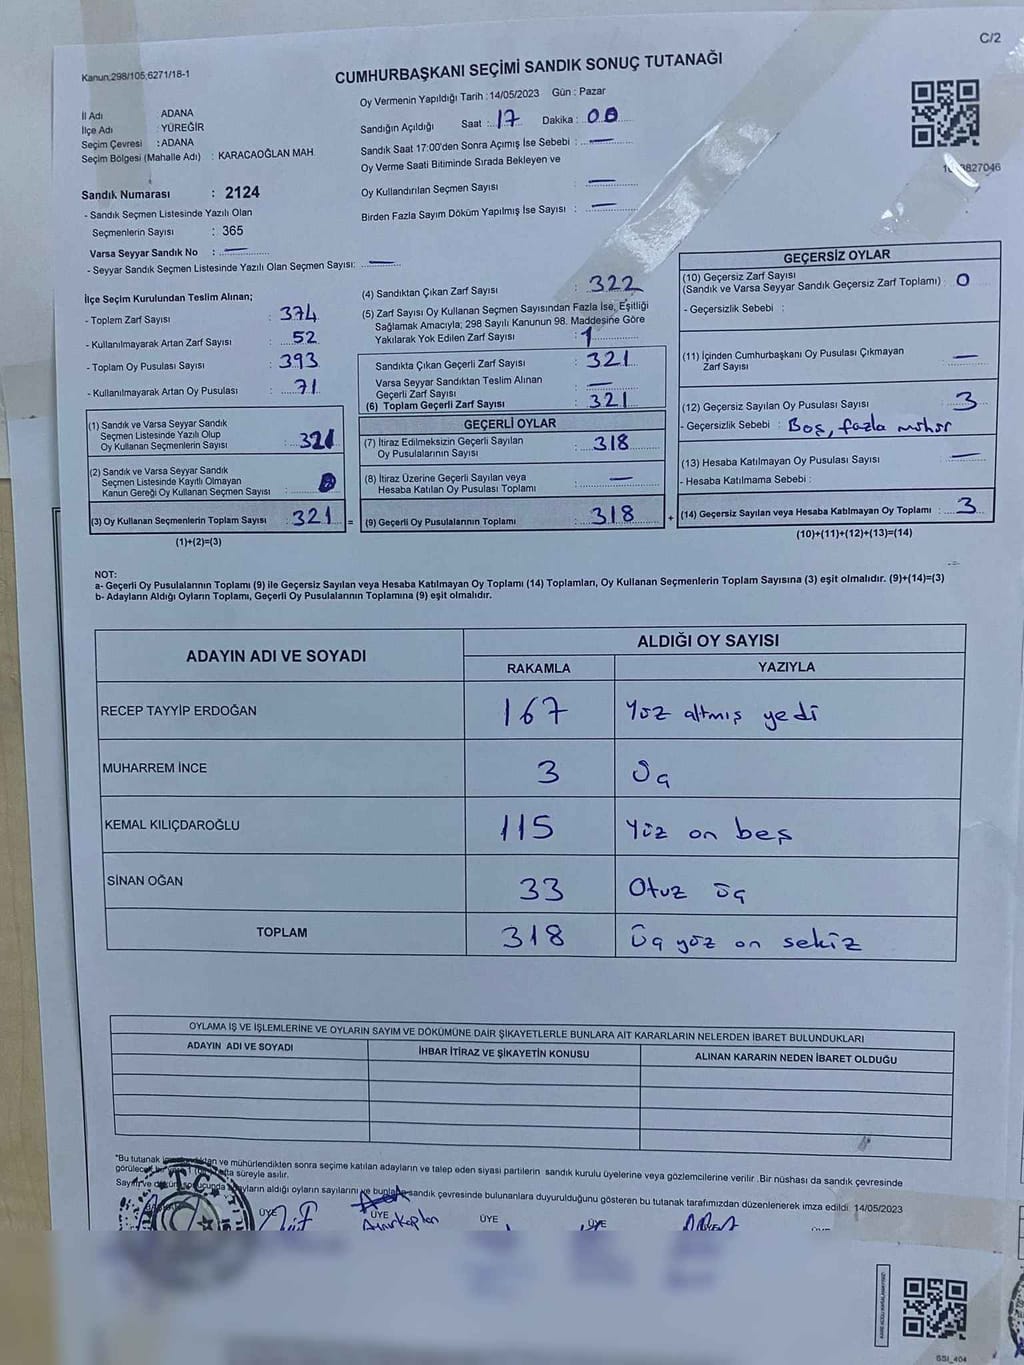 C/2
Kanun;298/105;6271/18-1
CUMHURBAŞKANI SEÇİMİ SANDIK SONUÇ TUTANAĞI
İl Adı ADANA
İlçe Adı : YÜREĞİR
Seçim Çevresi : ADANA
Seçim Bölgesi (Mahalle Adı) : KARACAOĞLAN MAH.
Sandık Numarası : 2124
- Sandık Seçmen Listesinde Yazılı Olan
Seçmenlerin Sayısı : 365
Varsa Seyyar Sandık No : —
- Seyyar Sandık Seçmen Listesinde Yazılı Olan Seçmen Sayısı: —
Oy Vermenin Yapıldığı Tarih : 14/05/2023 Gün : Pazar
Sandığın Açıldığı Saat : 17 Dakika : 00
Sandık Saat 17:00'den Sonra Açımış İse Sebebi : —
Oy Verme Saati Bitiminde Sırada Bekleyen ve
Oy Kullandırılan Seçmen Sayısı : —
Birden Fazla Sayım Döküm Yapılmış İse Sayısı : —
İlçe Seçim Kurulundan Teslim Alınan;
- Toplam Zarf Sayısı : 374
- Kullanılmayarak Artan Zarf Sayısı : 52
- Toplam Oy Pusulası Sayısı : 393
- Kullanılmayarak Artan Oy Pusulası : 71
(1) Sandık ve Varsa Seyyar Sandık
Seçmen Listesinde Yazılı Olup
Oy Kullanan Seçmenlerin Sayısı : 321
(2) Sandık ve Varsa Seyyar Sandık
Seçmen Listesinde Kayıtlı Olmayan
Kanun Gereği Oy Kullanan Seçmen Sayısı :
(3) Oy Kullanan Seçmenlerin Toplam Sayısı : 321 =
(1)+(2)=(3)
(4) Sandıktan Çıkan Zarf Sayısı : 322
(5) Zarf Sayısı Oy Kullanan Seçmen Sayısından Fazla İse, Eşitliği
Sağlamak Amacıyla; 298 Sayılı Kanunun 98. Maddesine Göre
Yakılarak Yok Edilen Zarf Sayısı : 1
Sandıkta Çıkan Geçerli Zarf Sayısı : 321
Varsa Seyyar Sandıktan Teslim Alınan
Geçerli Zarf Sayısı : —
(6) Toplam Geçerli Zarf Sayısı : 321
GEÇERLİ OYLAR
(7) İtiraz Edilmeksizin Geçerli Sayılan
Oy Pusulalarının Sayısı : 318
(8) İtiraz Üzerine Geçerli Sayılan veya
Hesaba Katılan Oy Pusulası Toplamı : —
(9) Geçerli Oy Pusulalarının Toplamı : 318 +
GEÇERSİZ OYLAR
(10) Geçersiz Zarf Sayısı
(Sandık ve Varsa Seyyar Sandık Geçersiz Zarf Toplamı) : 0
- Geçersizlik Sebebi :
(11) İçinden Cumhurbaşkanı Oy Pusulası Çıkmayan
Zarf Sayısı : —
(12) Geçersiz Sayılan Oy Pusulası Sayısı : 3
- Geçersizlik Sebebi : Boş, fazla mühür
(13) Hesaba Katılmayan Oy Pusulası Sayısı : —
- Hesaba Katılmama Sebebi :
(14) Geçersiz Sayılan veya Hesaba Katılmayan Oy Toplamı : 3
(10)+(11)+(12)+(13)=(14)
NOT:
a- Geçerli Oy Pusulalarının Toplamı (9) ile Geçersiz Sayılan veya Hesaba Katılmayan Oy Toplamı (14) Toplamları, Oy Kullanan Seçmenlerin Toplam Sayısına (3) eşit olmalıdır. (9)+(14)=(3)
b- Adayların Aldığı Oyların Toplamı, Geçerli Oy Pusulalarının Toplamına (9) eşit olmalıdır.
ADAYIN ADI VE SOYADI ALDIĞI OY SAYISI
RAKAMLA YAZIYLA
RECEP TAYYİP ERDOĞAN 167 Yüz altmış yedi
MUHARREM İNCE 3 Üç
KEMAL KILIÇDAROĞLU 115 Yüz on beş
SİNAN OĞAN 33 Otuz üç
TOPLAM 318 Üç yüz on sekiz
OYLAMA İŞ VE İŞLEMLERİNE VE OYLARIN SAYIM VE DÖKÜMÜNE DAİR ŞİKAYETLERLE BUNLARA AİT KARARLARIN NELERDEN İBARET BULUNDUKLARI
ADAYIN ADI VE SOYADI İHBAR İTİRAZ VE ŞİKAYETİN KONUSU ALINAN KARARIN NEDEN İBARET OLDUĞU
*Bu tutanak ve mühürlendikten sonra seçime katılan adayların ve talep eden siyasi partilerin sandık kurulu üyelerine veya gözlemcilerine verilir. Bir nüshası da sandık çevresinde
görülecek süreyle asılır.
Sayım ve döküm sonucunda adayların aldığı oyların sayılarını ve bunların sandık çevresinde bulunanlara duyurulduğunu gösteren bu tutanak tarafımızdan düzenlenerek imza edildi. 14/05/2023
ÜYE ÜYE ÜYE ÜYE